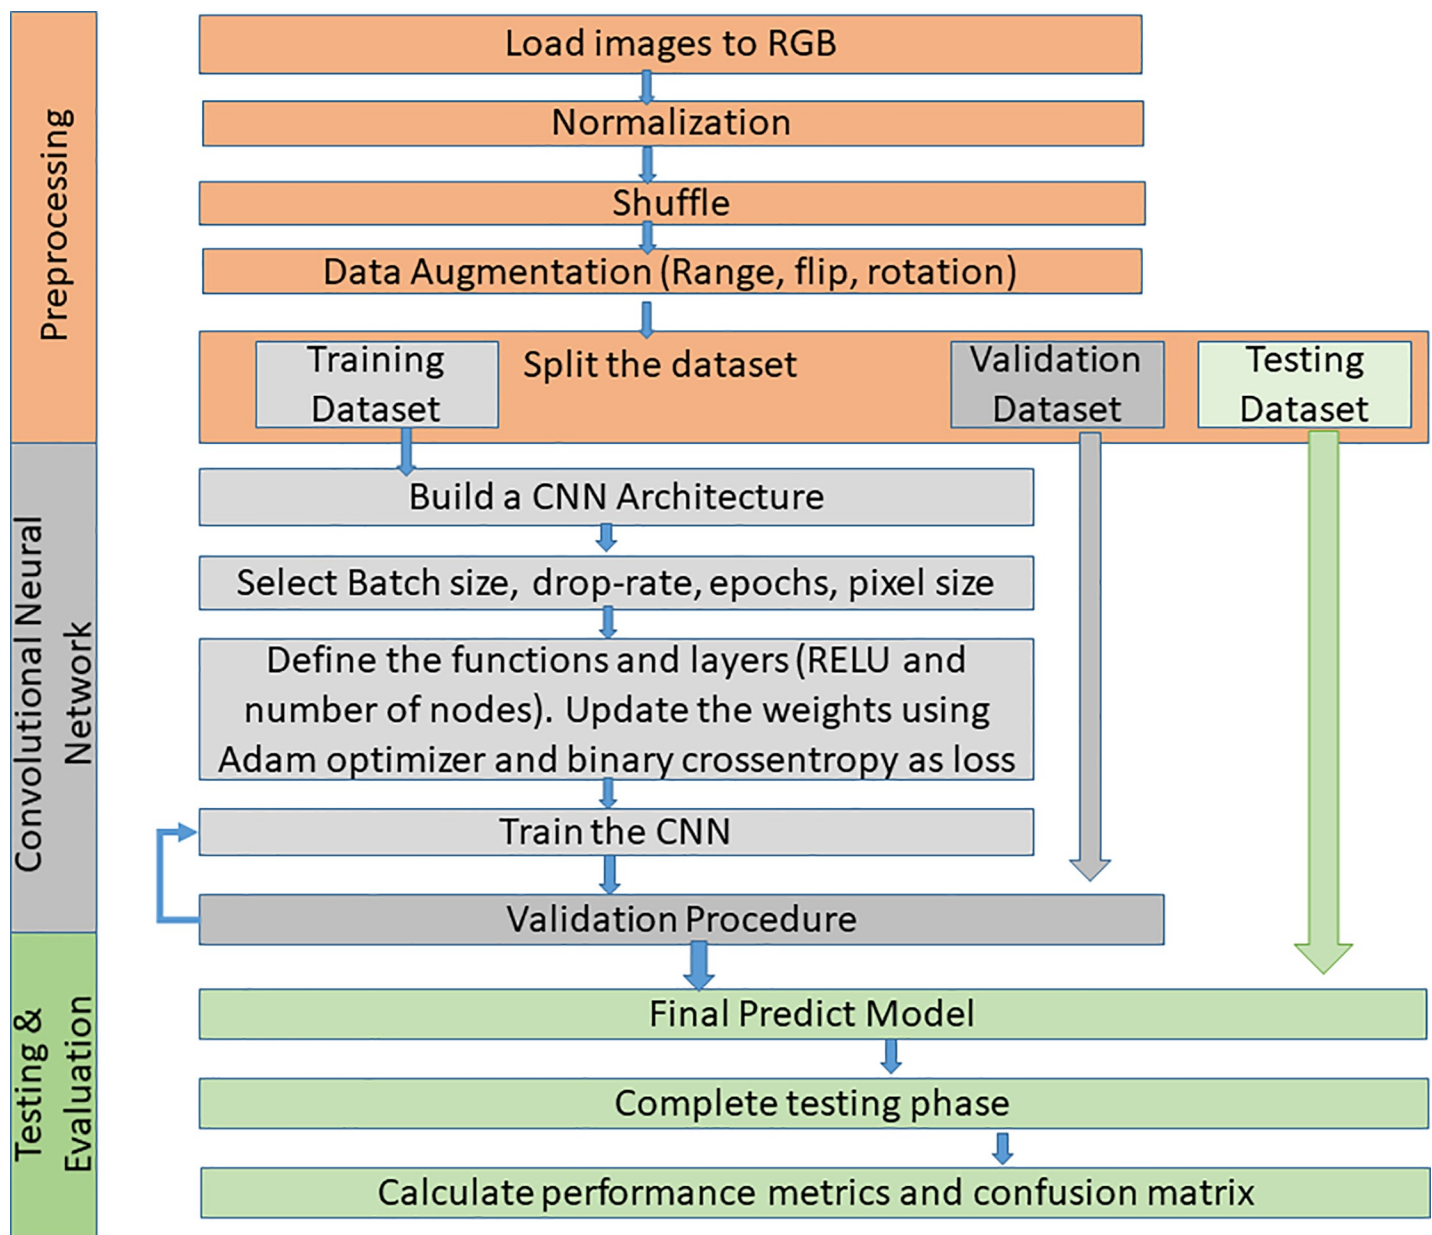 Preprocessing
Load images to RGB
Normalization
Shuffle
Data Augmentation (Range, flip, rotation)
Training
Dataset
Split the dataset
Validation
Dataset
Testing
Dataset
Convolutional Neural
Network
Build a CNN Architecture
Select Batch size, drop-rate, epochs, pixel size
Define the functions and layers (RELU and
number of nodes). Update the weights using
Adam optimizer and binary crossentropy as loss
Train the CNN
Validation Procedure
Testing &
Evaluation
Final Predict Model
Complete testing phase
Calculate performance metrics and confusion matrix